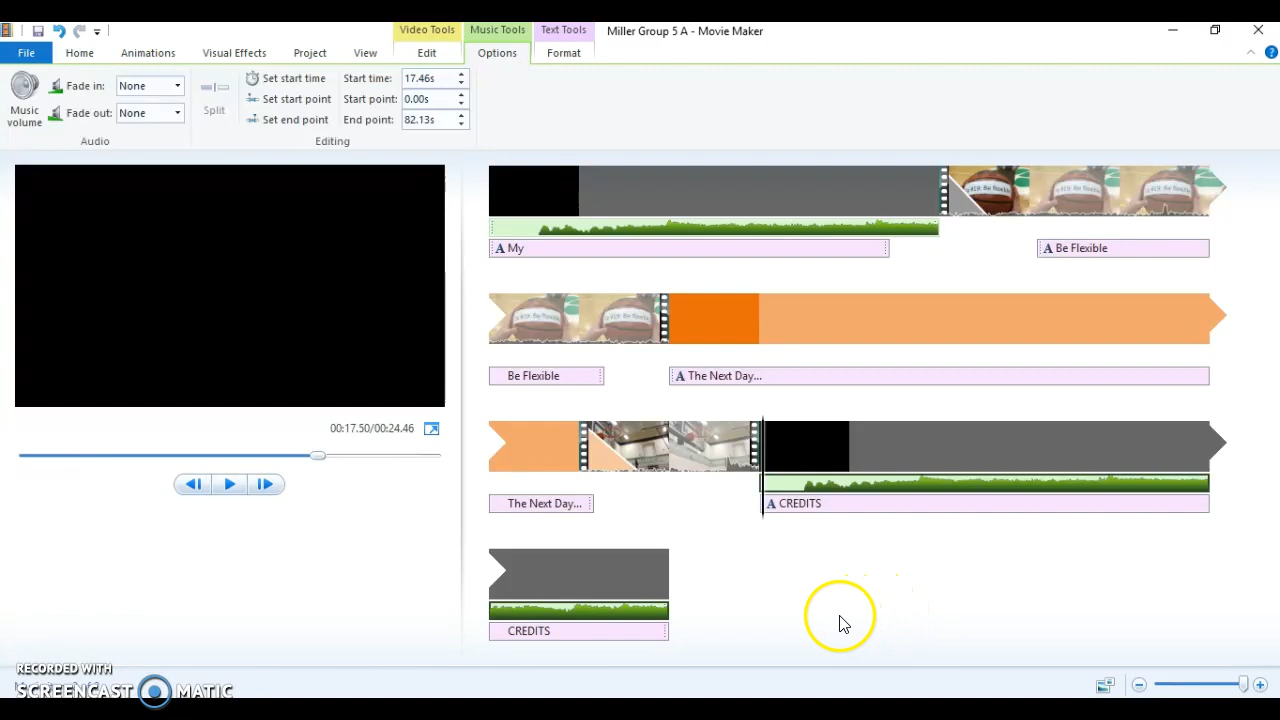 Video Tools Music Tools Text Tools Miller Group 5 A - Movie Maker
File Home Animations Visual Effects Project View Edit Options Format
Music volume
Fade in: None
Fade out: None
Audio
Split
Set start time
Set start point
Set end point
Start time: 17.46s
Start point: 0.00s
End point: 82.13s
Editing
A My
A Be Flexible
Be Flexible
A The Next Day...
00:17.50/00:24.46
The Next Day...
A CREDITS
CREDITS
RECORDED WITH
SCREENCAST MATIC